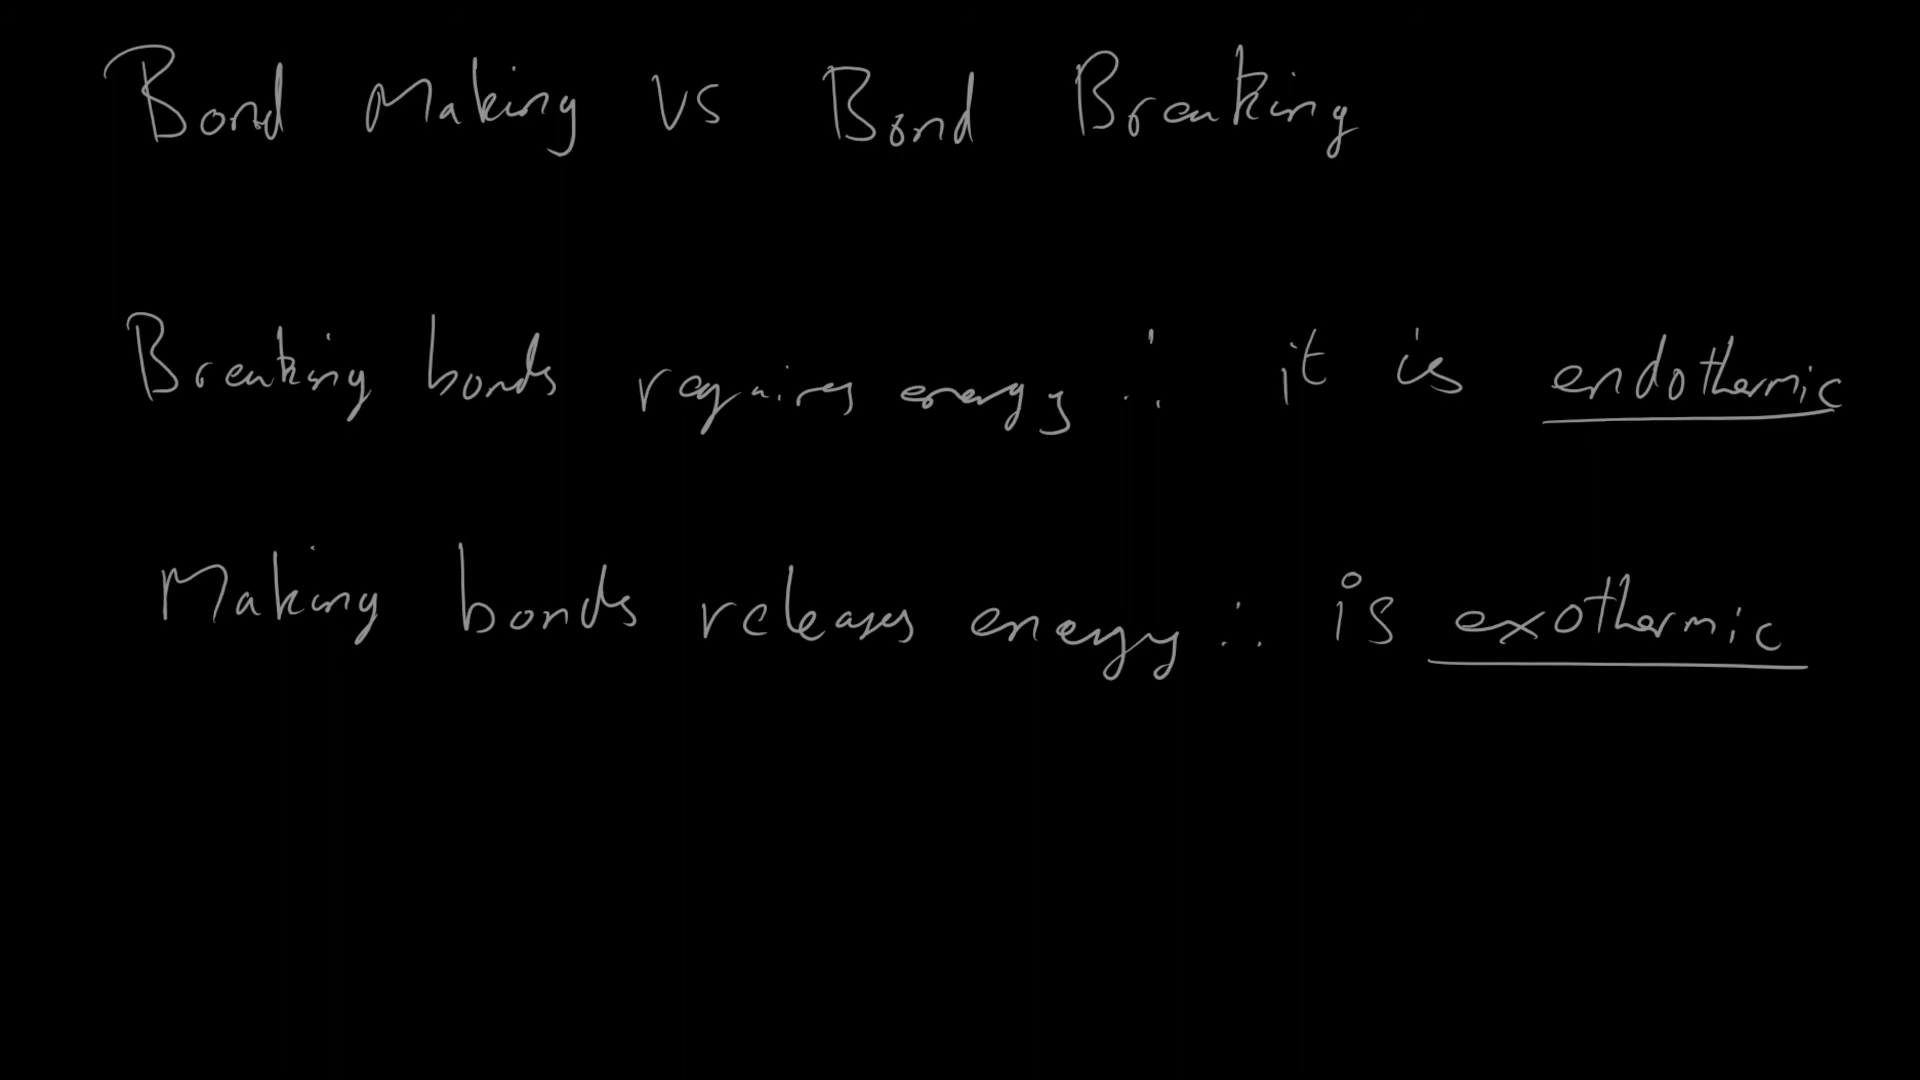 Bond Making vs Bond Breaking
Breaking bonds requires energy ∴ it is endothermic
Making bonds releases energy ∴ is exothermic